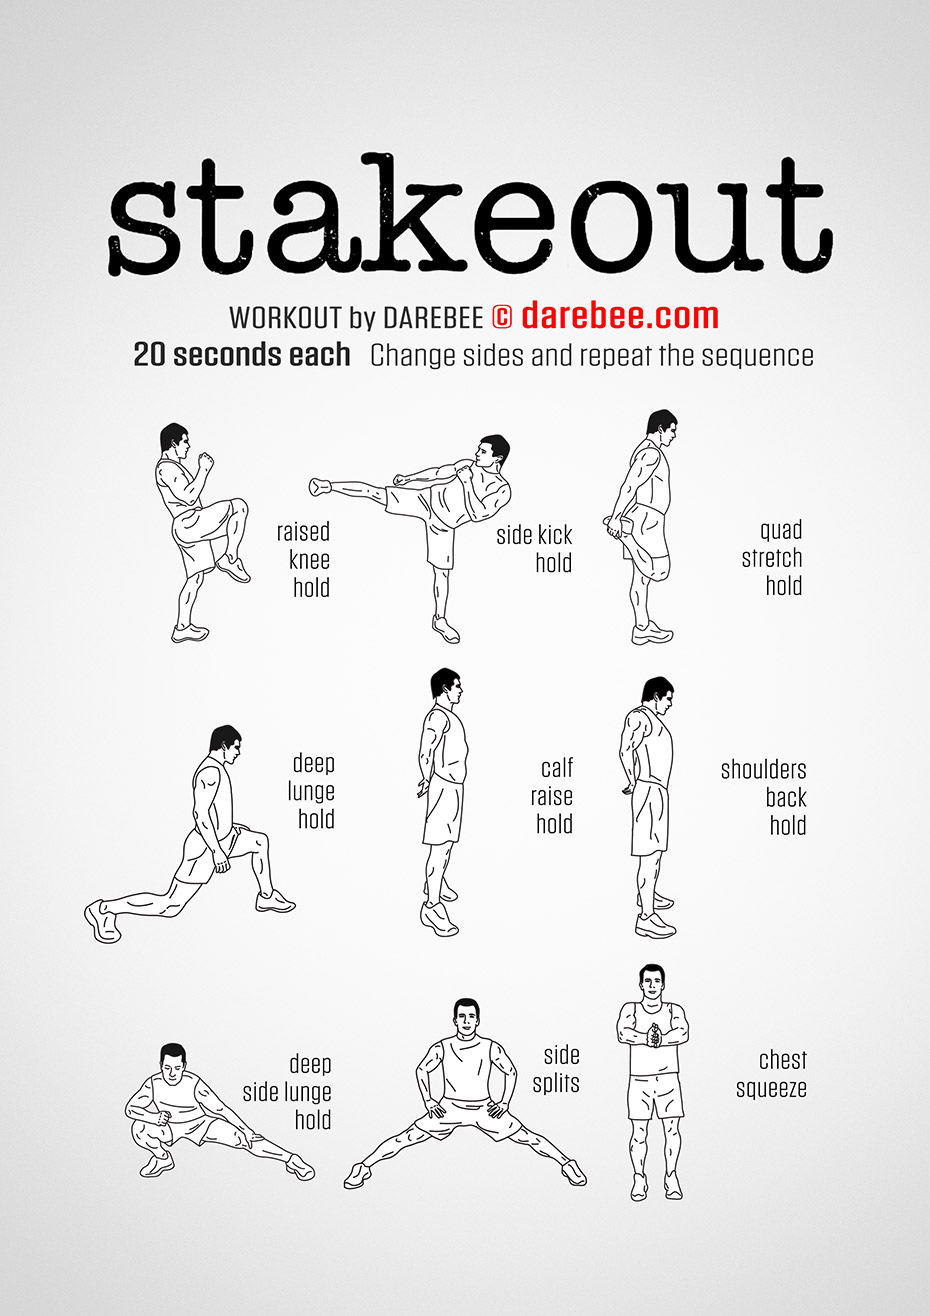 stakeout
WORKOUT by DAREBEE © darebee.com
20 seconds each Change sides and repeat the sequence
raised
knee
hold
side kick
hold
quad
stretch
hold
deep
lunge
hold
calf
raise
hold
shoulders
back
hold
deep
side lunge
hold
side
splits
chest
squeeze